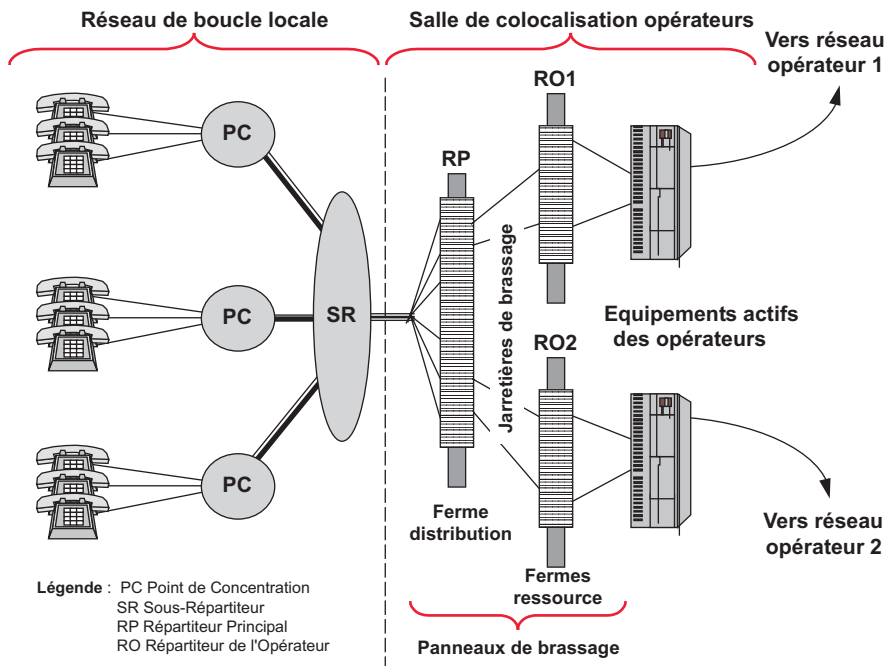 Réseau de boucle locale
Salle de colocalisation opérateurs
Vers réseau
opérateur 1
RO1
PC
RP
Jarretières de brassage
PC
SR
Equipements actifs
des opérateurs
RO2
PC
Ferme
distribution
Vers réseau
opérateur 2
Fermes
ressource
Légende : PC Point de Concentration
SR Sous-Répartiteur
RP Répartiteur Principal
RO Répartiteur de l'Opérateur
Panneaux de brassage